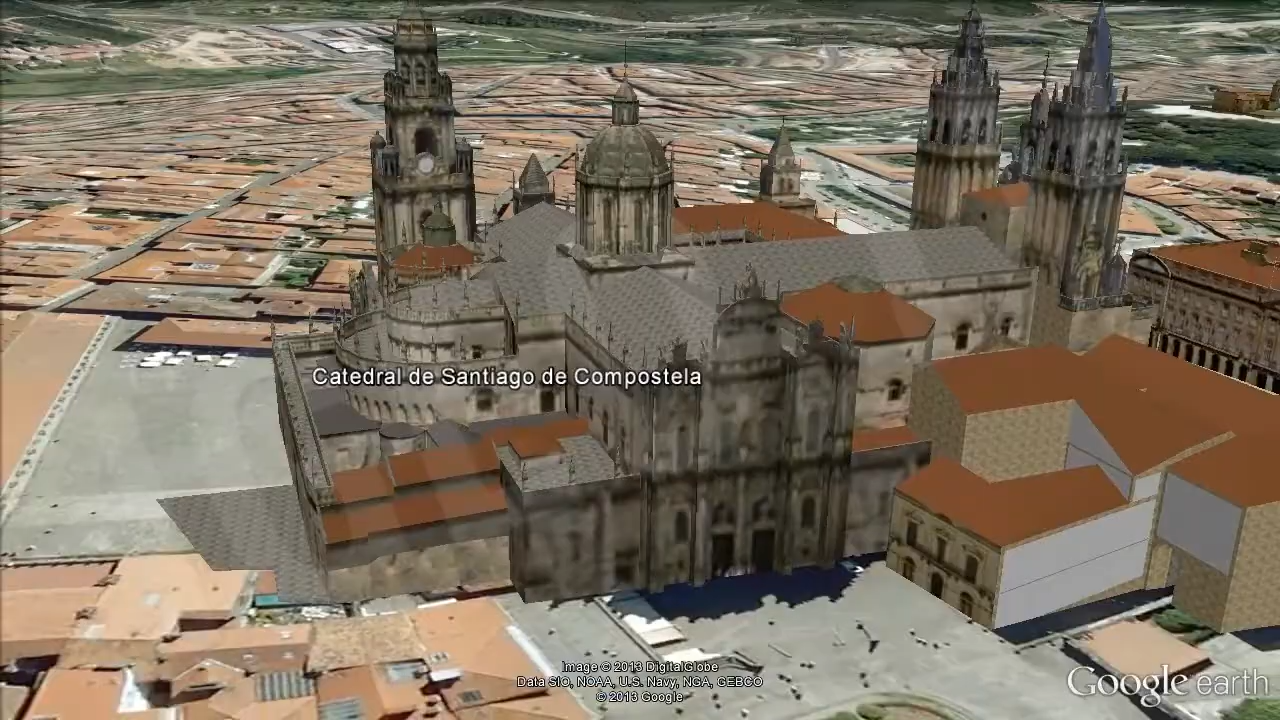 Catedral de Santiago de Compostela
Image © 2013 DigitalGlobe
Data SIO, NOAA, U.S. Navy, NGA, GEBCO
© 2013 Google
Google earth